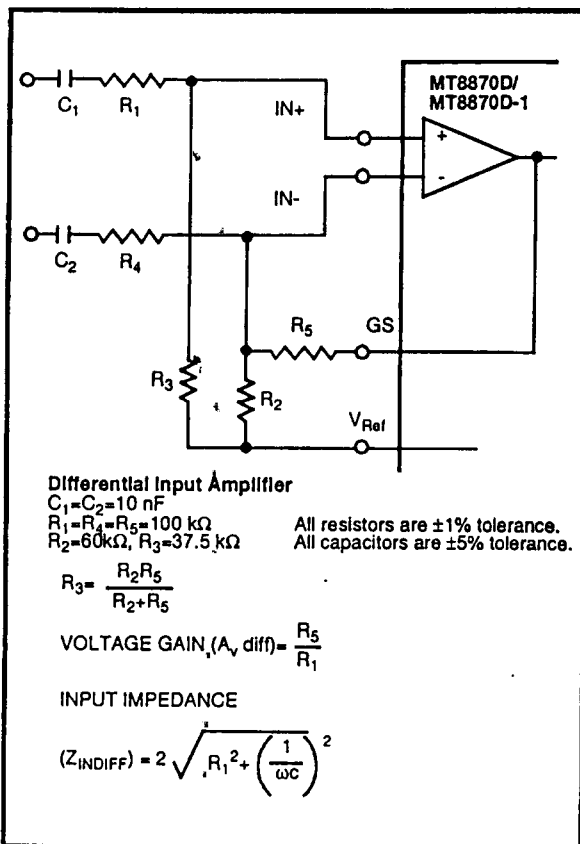 MT8870D/
MT8870D-1
C₁ R₁ IN+
+
-
IN-
C₂ R₄
R₅ GS
R₃ R₂
V_Ref
Differential Input Amplifier
C₁=C₂=10 nF
R₁=R₄=R₅=100 kΩ All resistors are ±1% tolerance.
R₂=60kΩ, R₃=37.5 kΩ All capacitors are ±5% tolerance.
R₃= R₂R₅ / R₂+R₅
VOLTAGE GAIN (Aᵥ diff)= R₅ / R₁
INPUT IMPEDANCE
(Z_INDIFF) = 2 √ R₁² + (1 / ωc)²